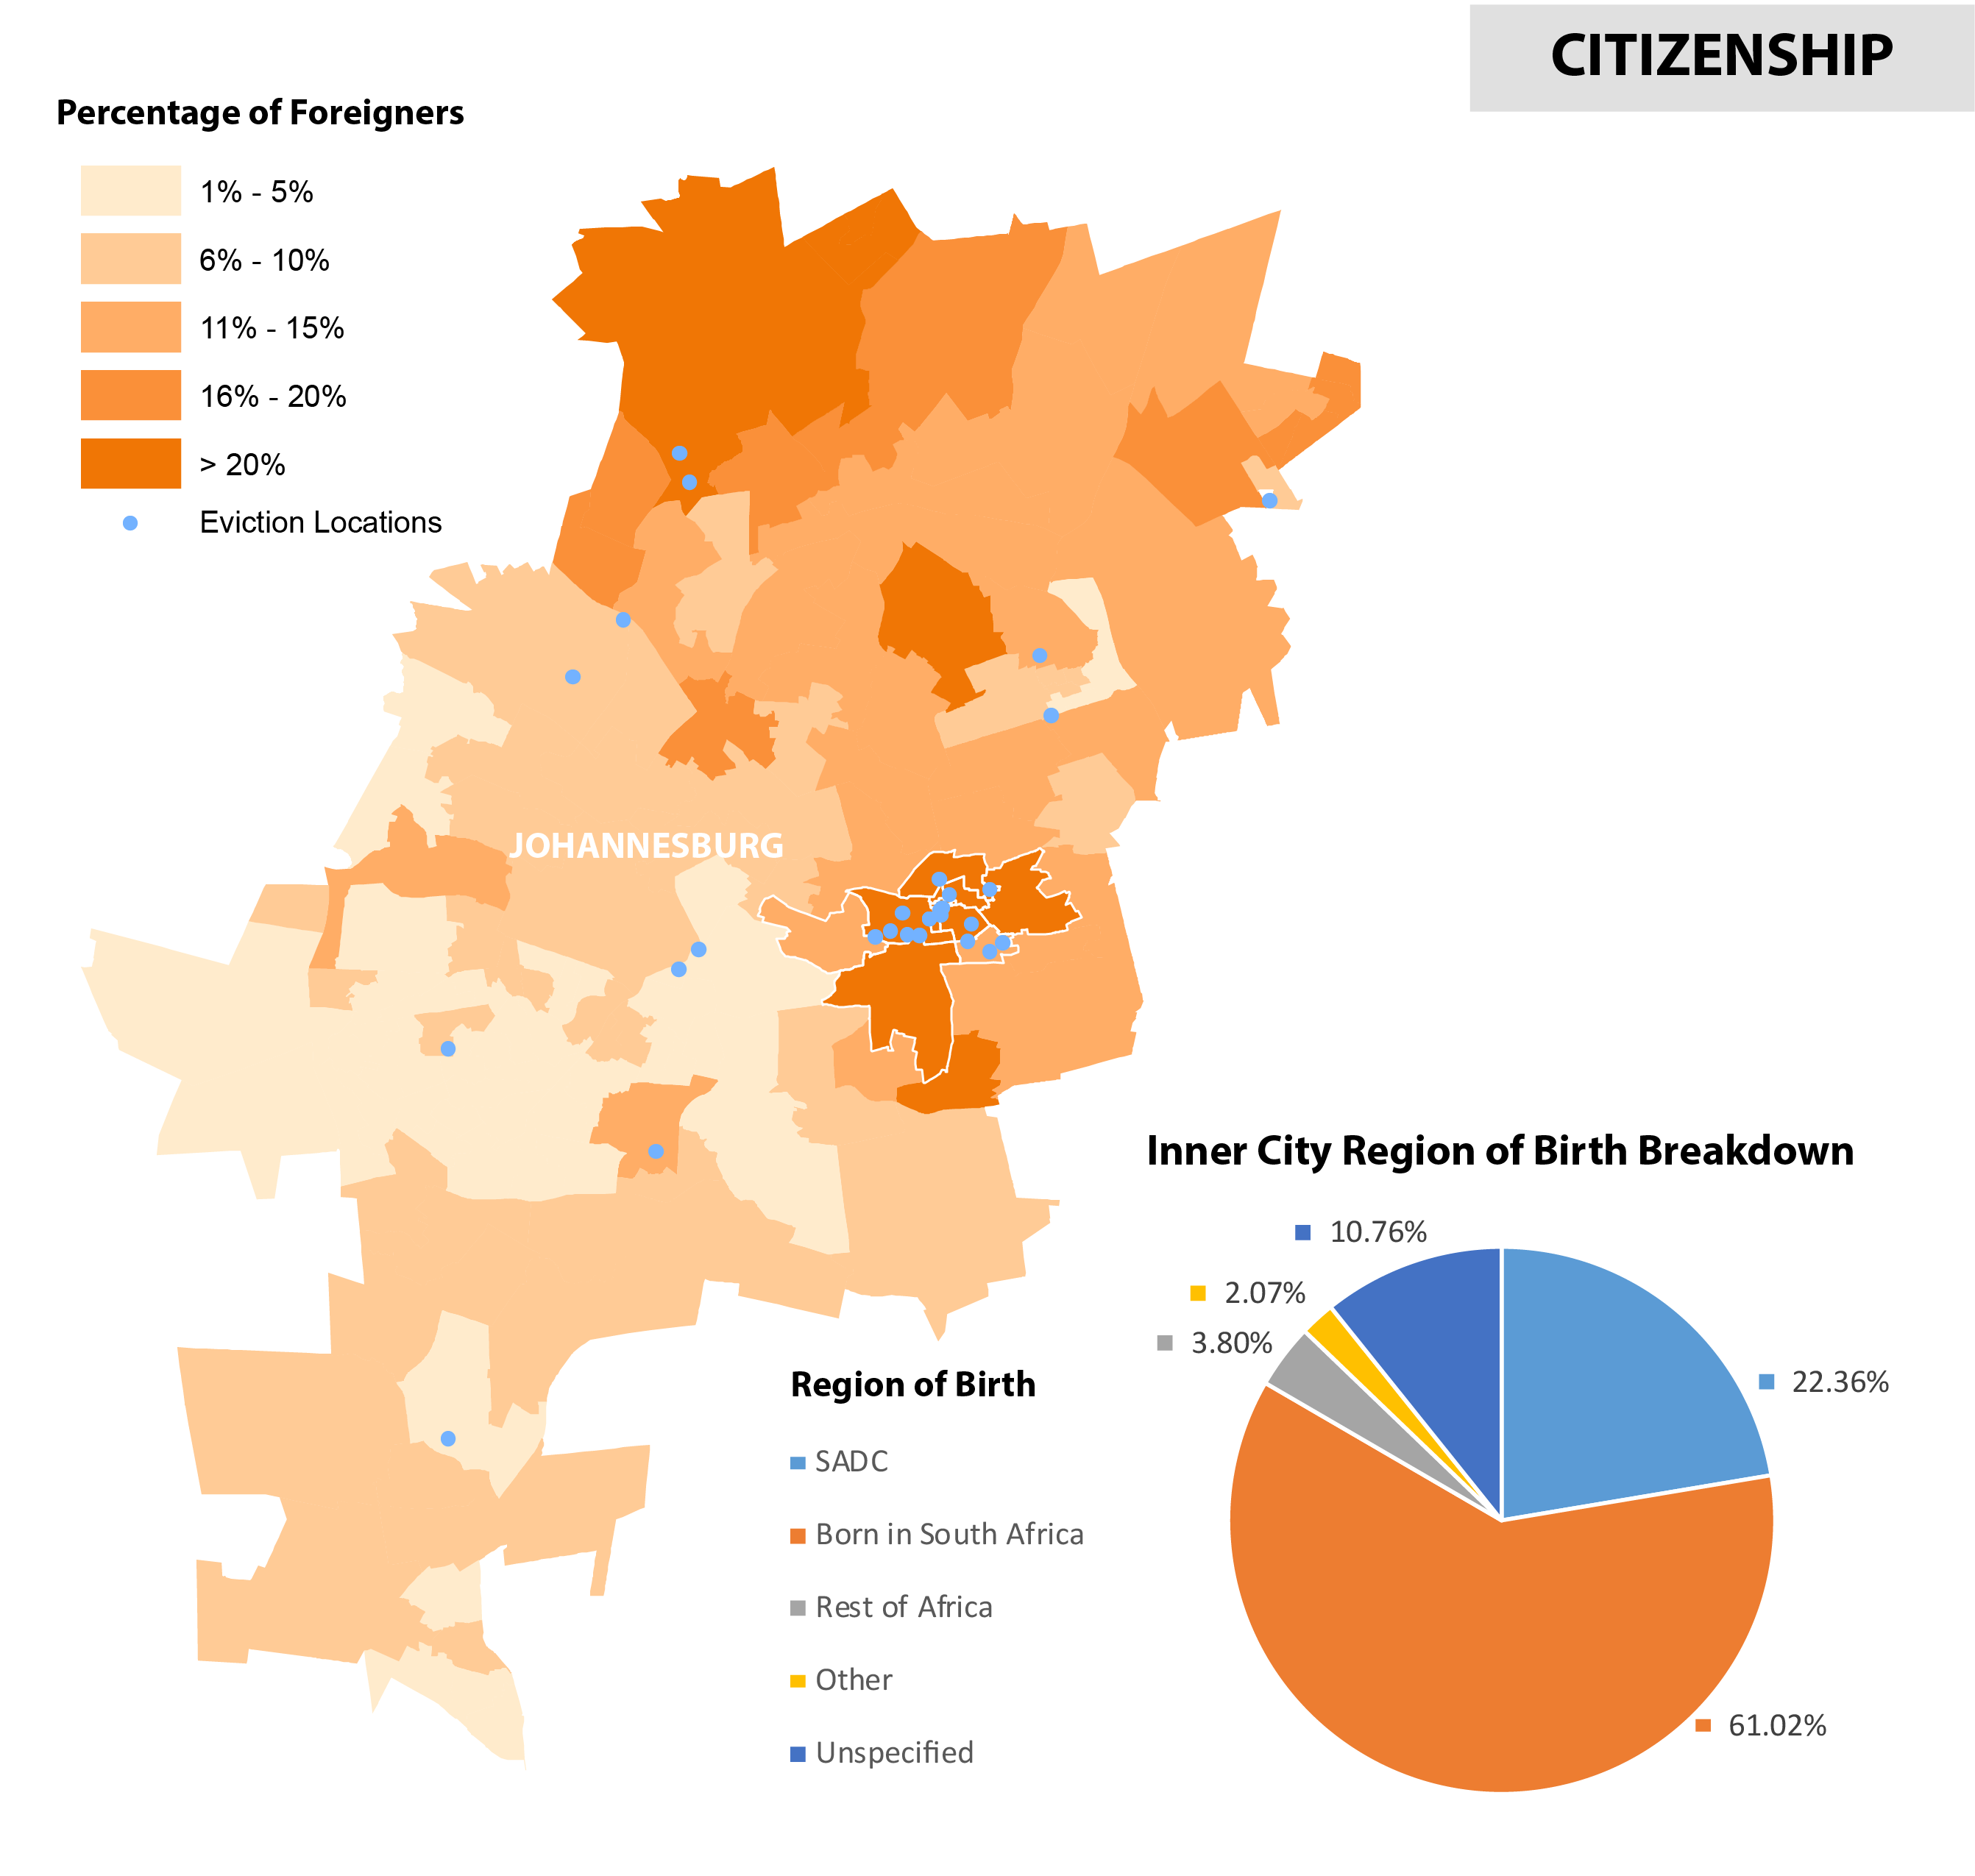 CITIZENSHIP
Percentage of Foreigners
1% - 5%
6% - 10%
11% - 15%
16% - 20%
> 20%
Eviction Locations
JOHANNESBURG
Inner City Region of Birth Breakdown
10.76%
2.07%
3.80%
22.36%
61.02%
Region of Birth
SADC
Born in South Africa
Rest of Africa
Other
Unspecified